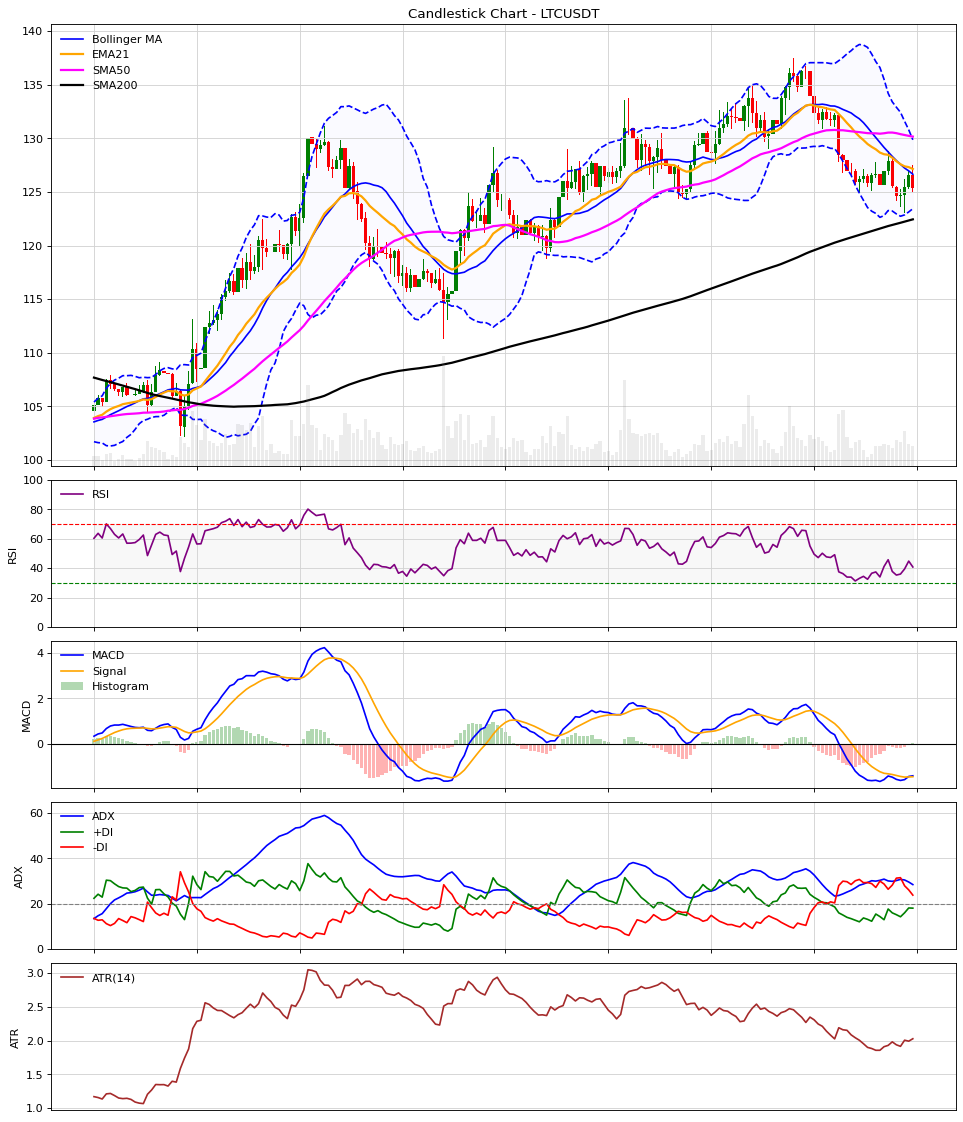 Candlestick Chart - LTCUSDT
Bollinger MA
EMA21
SMA50
SMA200
140
135
130
125
120
115
110
105
100
RSI
100
80
60
40
20
0
RSI
MACD
Signal
Histogram
4
2
0
MACD
ADX
+DI
-DI
60
40
20
0
ADX
ATR(14)
3.0
2.5
2.0
1.5
1.0
ATR